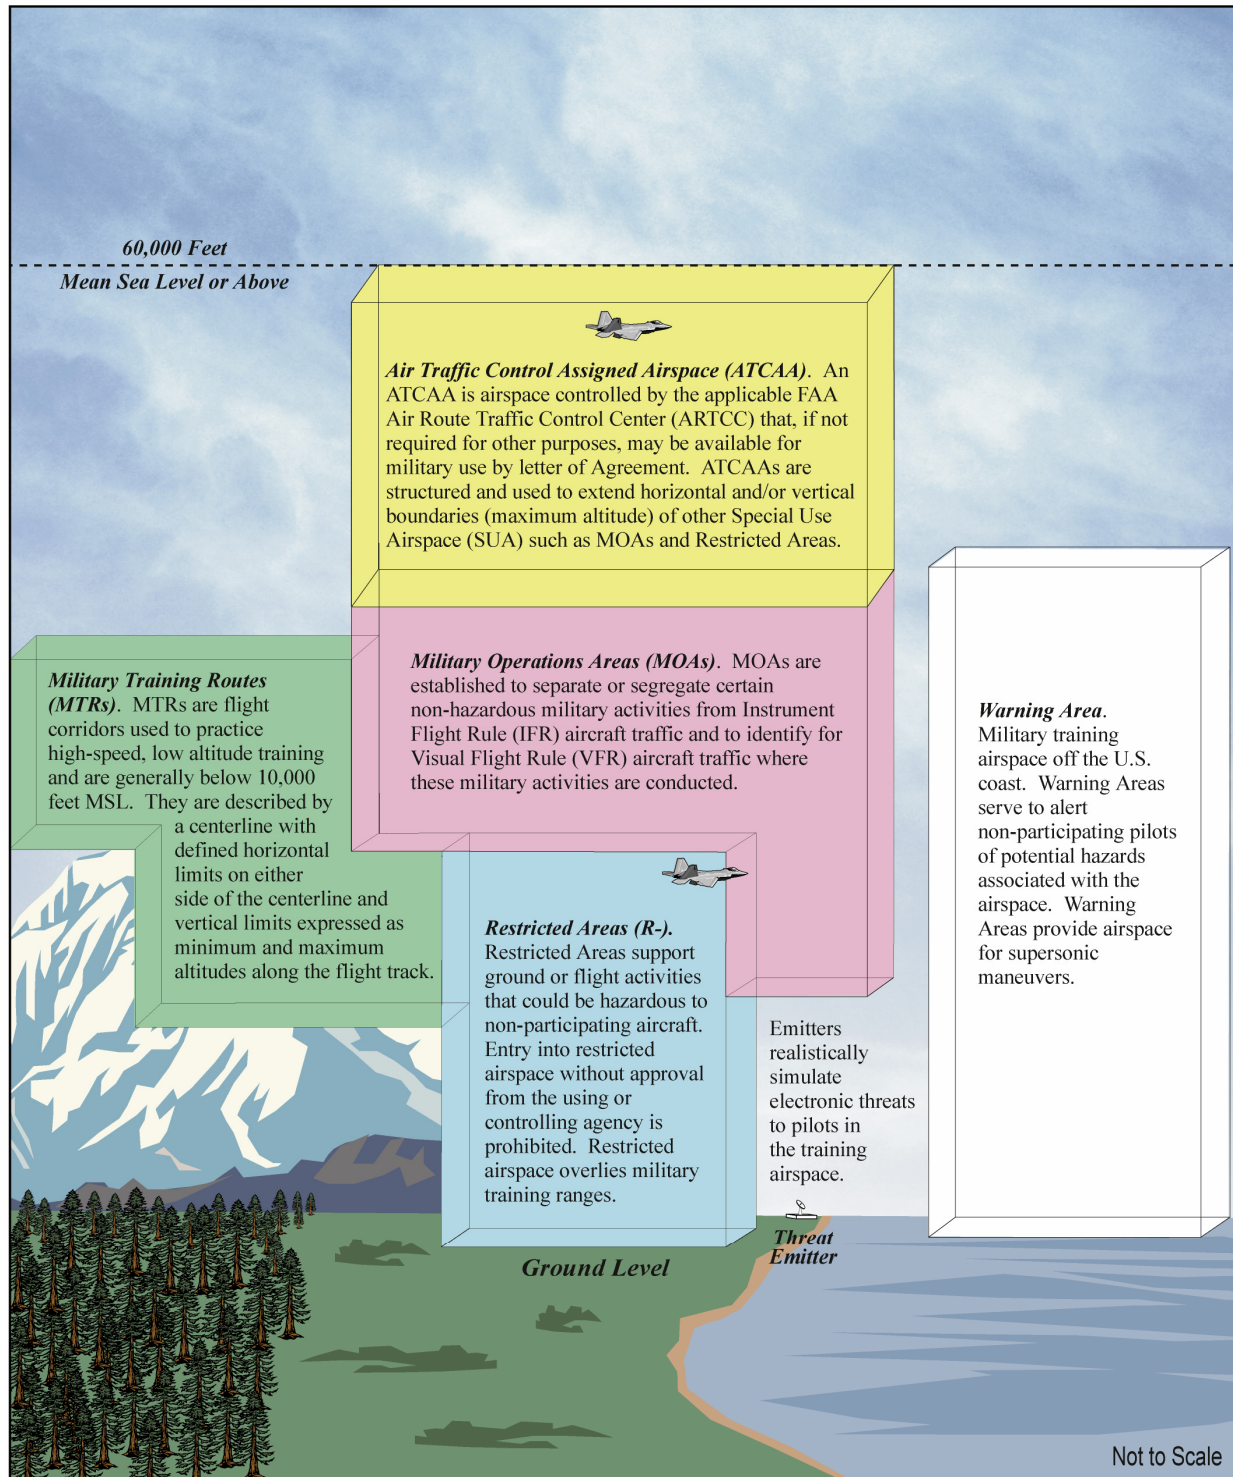 60,000 Feet
Mean Sea Level or Above
Air Traffic Control Assigned Airspace (ATCAA). An
ATCAA is airspace controlled by the applicable FAA
Air Route Traffic Control Center (ARTCC) that, if not
required for other purposes, may be available for
military use by letter of Agreement. ATCAAs are
structured and used to extend horizontal and/or vertical
boundaries (maximum altitude) of other Special Use
Airspace (SUA) such as MOAs and Restricted Areas.
Military Training Routes
(MTRs). MTRs are flight
corridors used to practice
high-speed, low altitude training
and are generally below 10,000
feet MSL. They are described by
a centerline with
defined horizontal
limits on either
side of the centerline and
vertical limits expressed as
minimum and maximum
altitudes along the flight track.
Military Operations Areas (MOAs). MOAs are
established to separate or segregate certain
non-hazardous military activities from Instrument
Flight Rule (IFR) aircraft traffic and to identify for
Visual Flight Rule (VFR) aircraft traffic where
these military activities are conducted.
Warning Area.
Military training
airspace off the U.S.
coast. Warning Areas
serve to alert
non-participating pilots
of potential hazards
associated with the
airspace. Warning
Areas provide airspace
for supersonic
maneuvers.
Restricted Areas (R-).
Restricted Areas support
ground or flight activities
that could be hazardous to
non-participating aircraft.
Entry into restricted
airspace without approval
from the using or
controlling agency is
prohibited. Restricted
airspace overlies military
training ranges.
Emitters
realistically
simulate
electronic threats
to pilots in
the training
airspace.
Threat
Emitter
Ground Level
Not to Scale